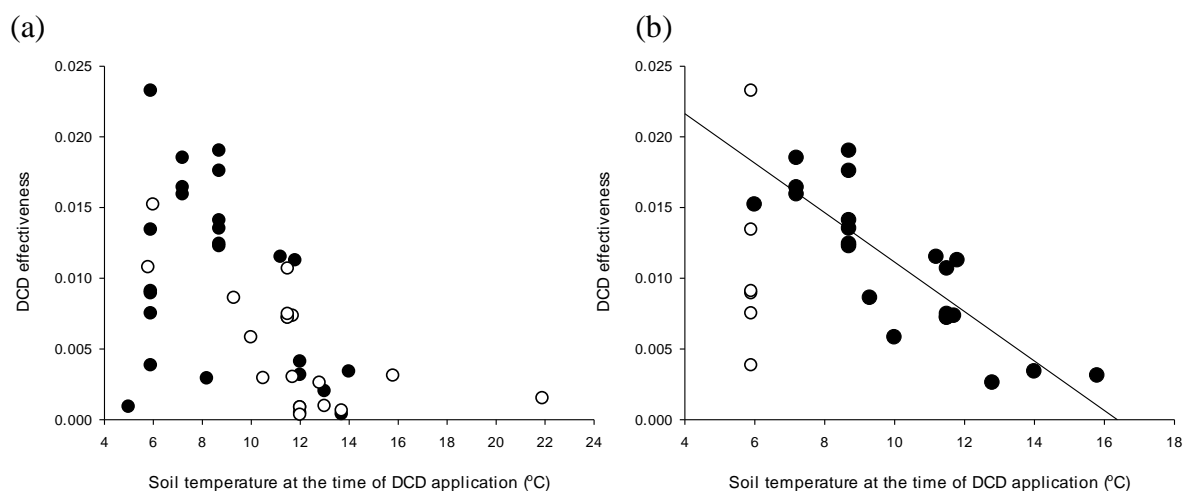 (a)
(b)
DCD effectiveness
0.025
0.020
0.015
0.010
0.005
0.000
4 6 8 10 12 14 16 18 20 22 24
Soil temperature at the time of DCD application (ºC)
DCD effectiveness
0.025
0.020
0.015
0.010
0.005
0.000
4 6 8 10 12 14 16 18
Soil temperature at the time of DCD application (ºC)